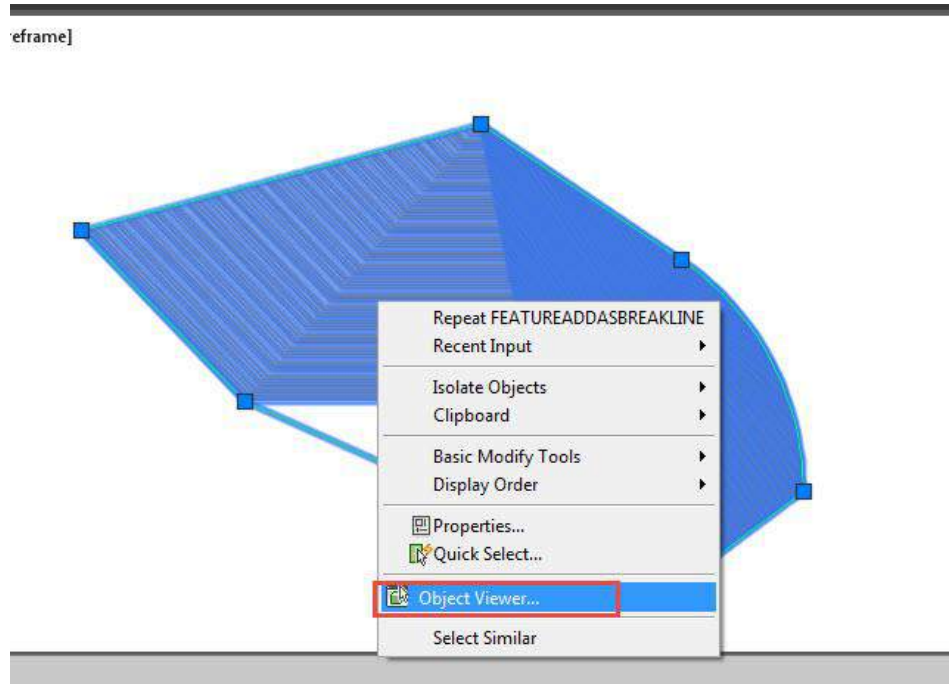 eframe]
Repeat FEATUREADDASBREAKLINE
Recent Input
Isolate Objects
Clipboard
Basic Modify Tools
Display Order
Properties...
Quick Select...
Object Viewer...
Select Similar